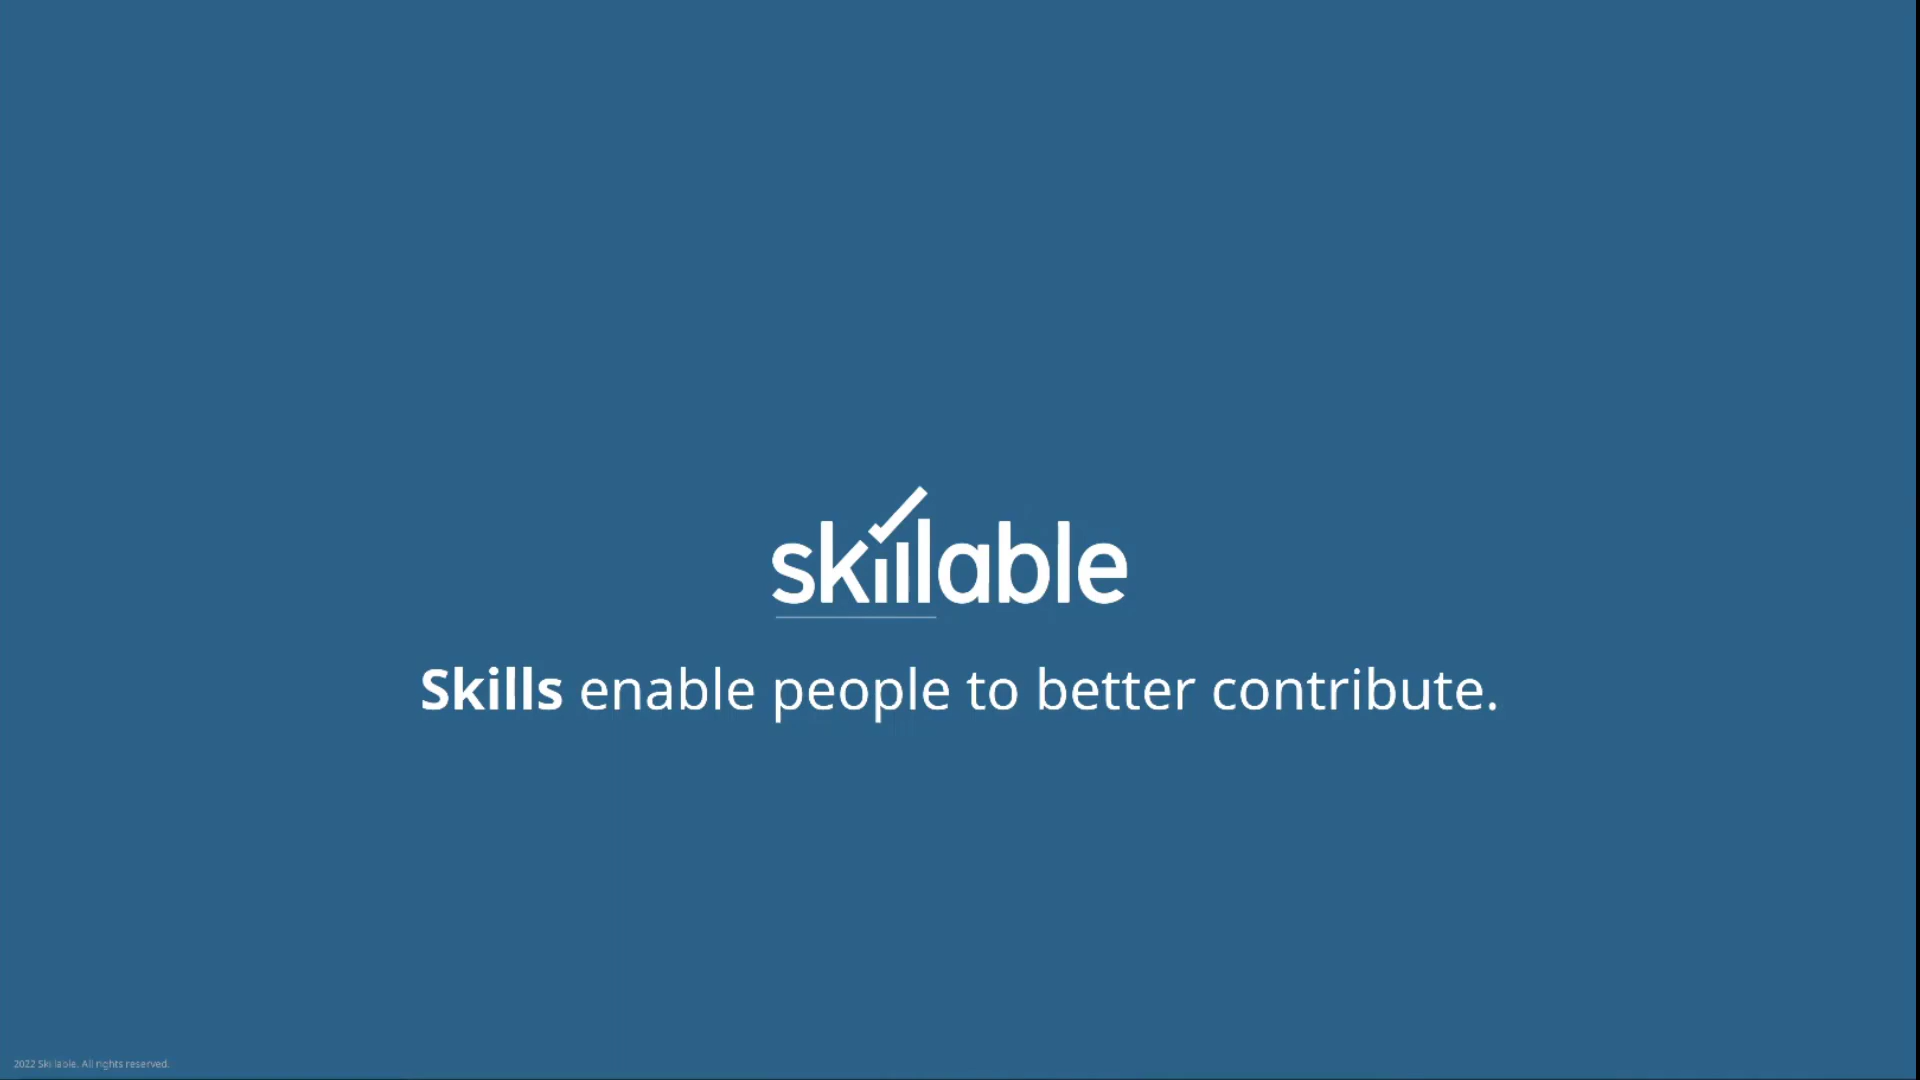 skillable
Skills enable people to better contribute.
2022 Skillable. All rights reserved.